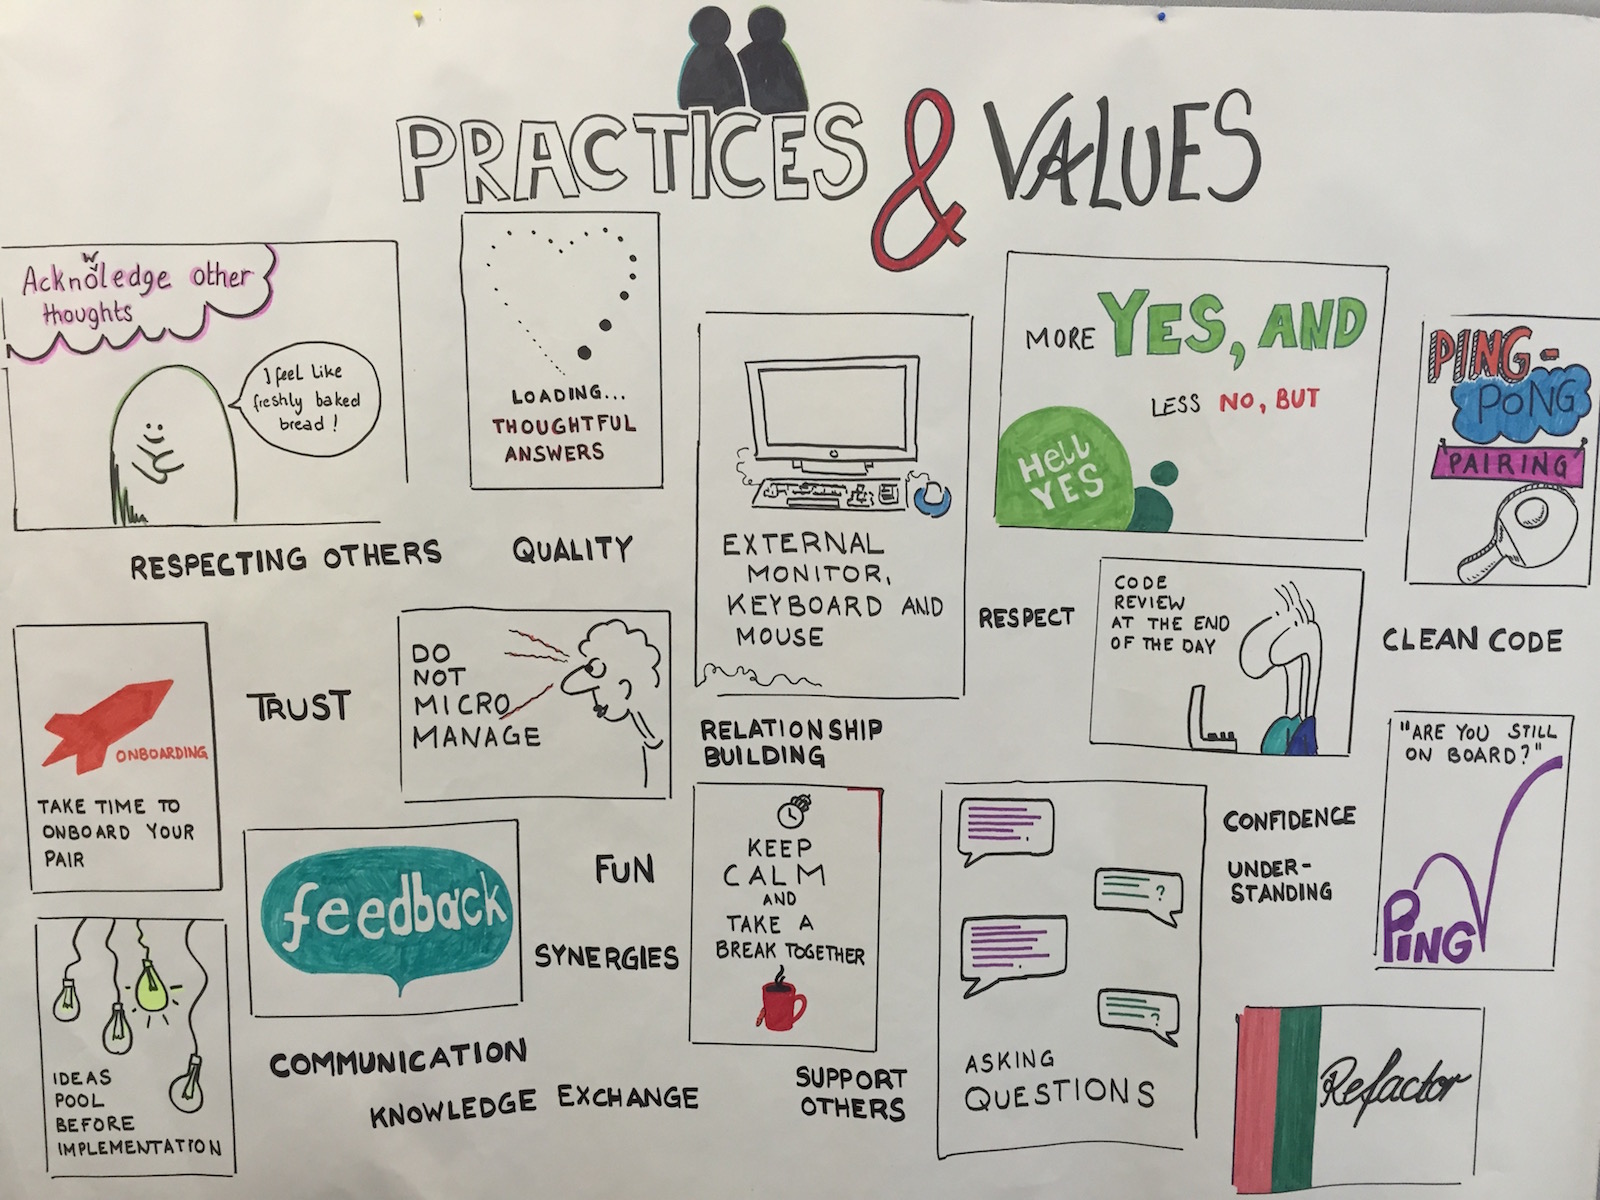 PRACTICES & VALUES
Acknowledge other
thoughts
I feel like
freshly baked
bread!
LOADING...
THOUGHTFUL
ANSWERS
EXTERNAL
MONITOR,
KEYBOARD AND
MOUSE
MORE YES, AND
LESS NO, BUT
Hell
YES
PING-
PONG
PAIRING
RESPECTING OTHERS
QUALITY
RESPECT
CODE
REVIEW
AT THE END
OF THE DAY
CLEAN CODE
ONBOARDING
TAKE TIME TO
ONBOARD YOUR
PAIR
TRUST
DO
NOT
MICRO
MANAGE
RELATIONSHIP
BUILDING
"ARE YOU STILL
ON BOARD?"
PiNG
feedback
FUN
SYNERGIES
KEEP
CALM
AND
TAKE A
BREAK TOGETHER
?
?
ASKING
QUESTIONS
CONFIDENCE
UNDER-
STANDING
IDEAS
POOL
BEFORE
IMPLEMENTATION
COMMUNICATION
KNOWLEDGE EXCHANGE
SUPPORT
OTHERS
Refactor